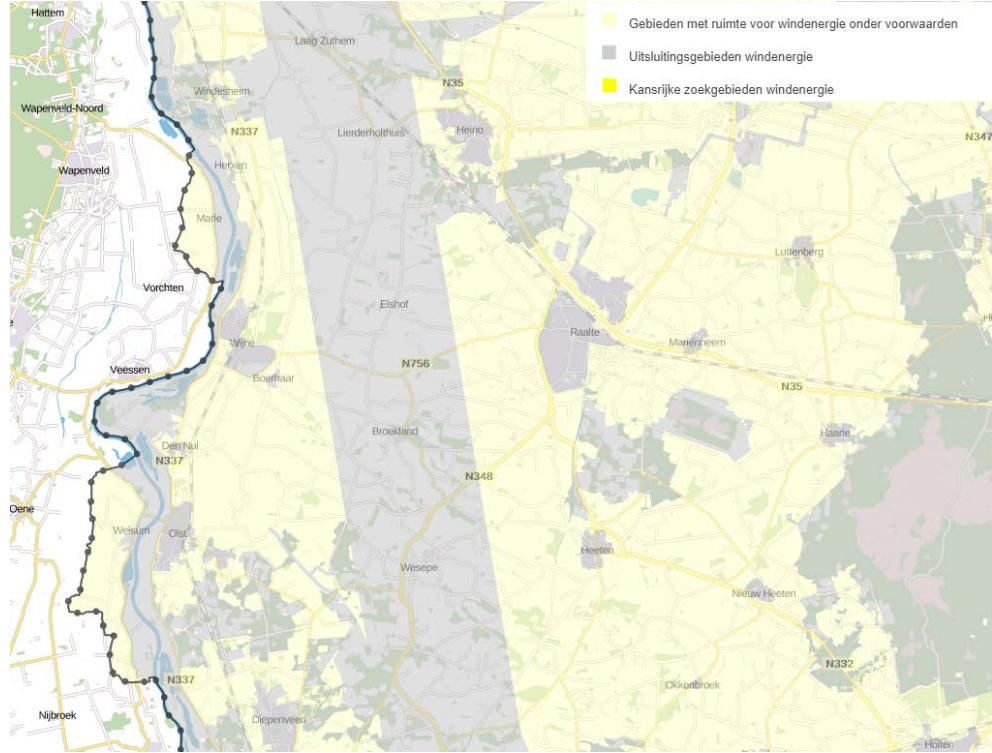 Gebieden met ruimte voor windenergie onder voorwaarden
Uitsluitingsgebieden windenergie
Kansrijke zoekgebieden windenergie
Hattem
Laag Zuthem
N35
Windesheim
Wapenveld-Noord
N337
Lierderholthuis
Heino
N347
Wapenveld
Herxen
Marle
Luttenberg
Vorchten
Elshof
Raalte
Wijhe
Mariënheem
N756
Veessen
Boerhaar
N35
Broekland
Haarle
Den Nul
N337
N348
Oene
Welsum
Olst
Heeten
Wesepe
Nieuw Heeten
N332
N337
Okkenbroek
Nijbroek
Diepenveen
Holten